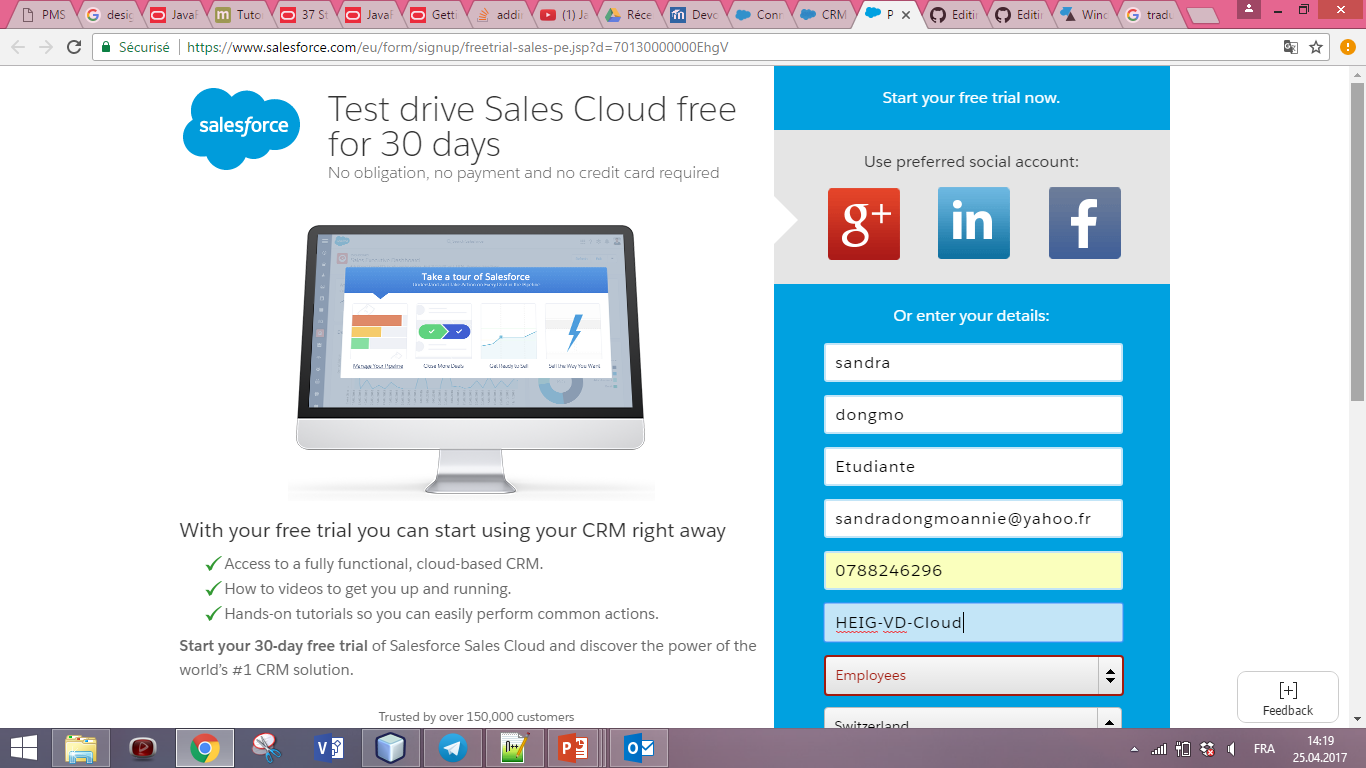 PMS
desig
JavaF
Tutor
37 St
JavaF
Getti
addin
(1) Ja
Réce
Devo
Conn
CRM
P
Editin
Editin
Wind
tradu
Sécurisé
https://www.salesforce.com/eu/form/signup/freetrial-sales-pe.jsp?d=70130000000EhgV
salesforce
Test drive Sales Cloud free
for 30 days
No obligation, no payment and no credit card required
Take a tour of Salesforce
Manage Your Pipeline
Close More Deals
Get Ready to Sell
Sell the Way You Want
With your free trial you can start using your CRM right away
Access to a fully functional, cloud-based CRM.
How to videos to get you up and running.
Hands-on tutorials so you can easily perform common actions.
Start your 30-day free trial of Salesforce Sales Cloud and discover the power of the
world's #1 CRM solution.
Trusted by over 150,000 customers
Start your free trial now.
Use preferred social account:
g+
in
f
Or enter your details:
sandra
dongmo
Etudiante
sandradongmoannie@yahoo.fr
0788246296
HEIG-VD-Cloud
Employees
Switzerland
[+]
Feedback
FRA
14:19
25.04.2017